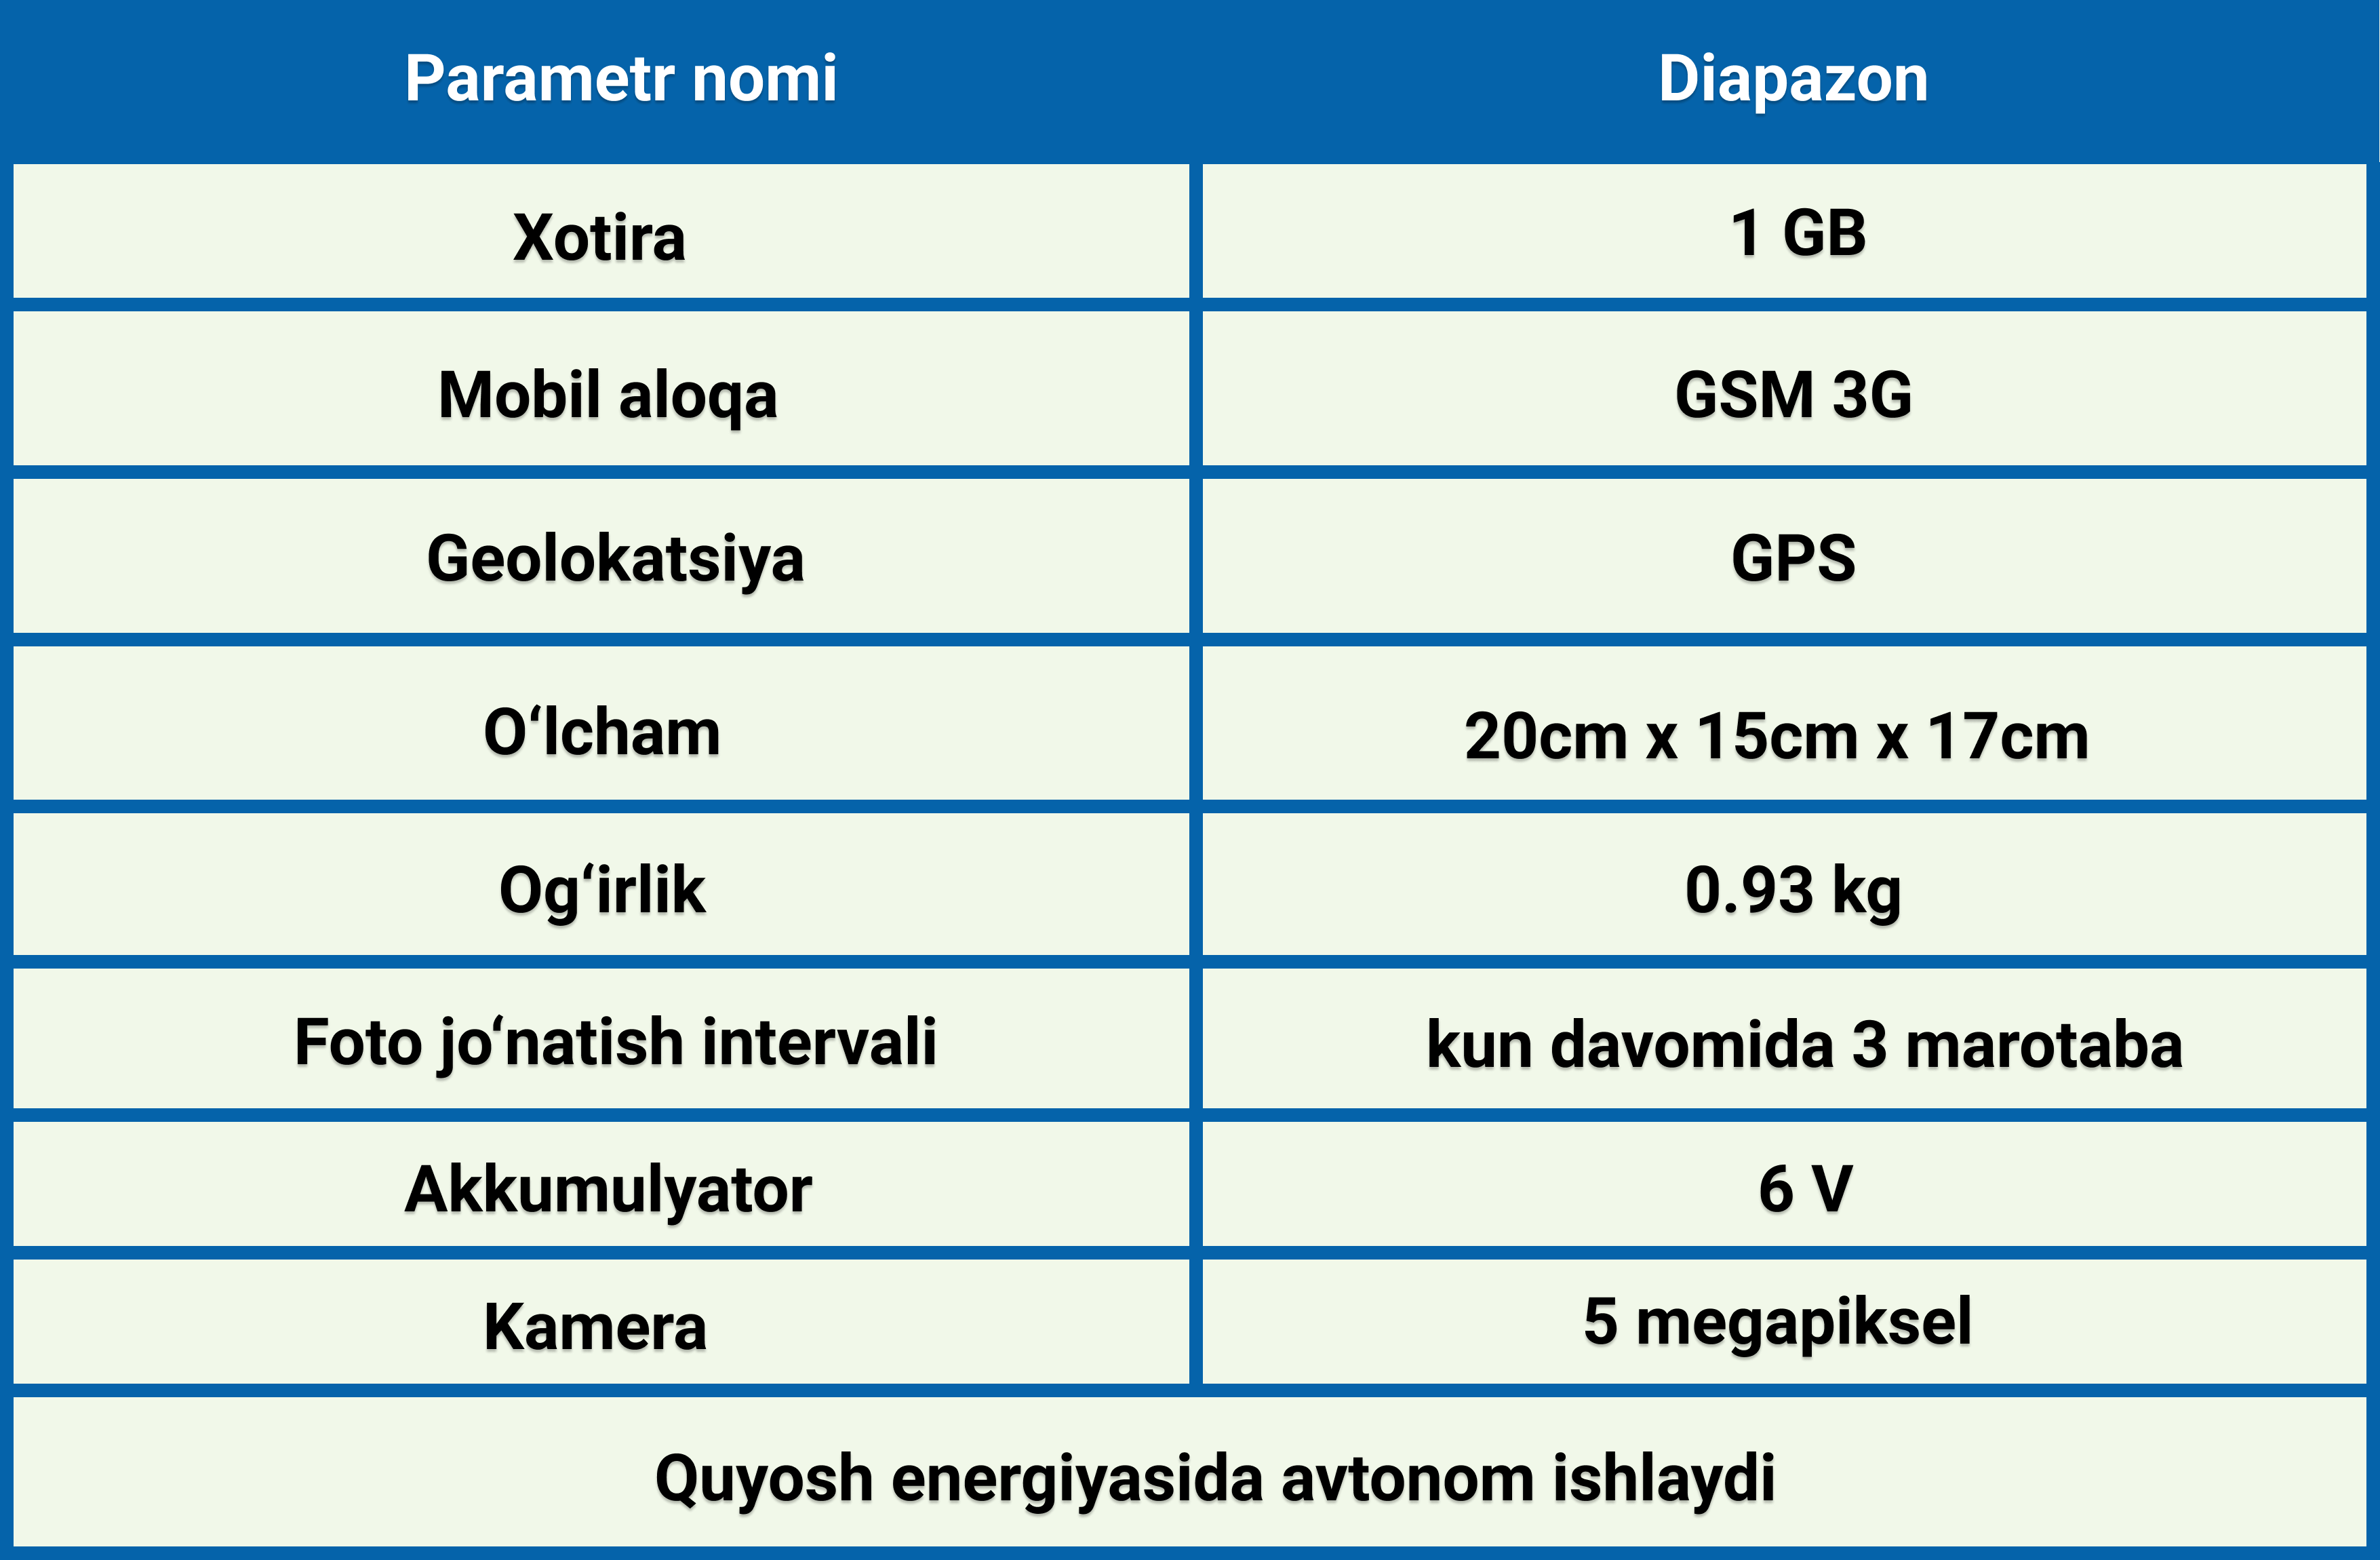 Parametr nomi
Diapazon
Xotira
1 GB
Mobil aloqa
GSM 3G
Geolokatsiya
GPS
O‘lcham
20cm x 15cm x 17cm
Og‘irlik
0.93 kg
Foto jo‘natish intervali
kun davomida 3 marotaba
Akkumulyator
6 V
Kamera
5 megapiksel
Quyosh energiyasida avtonom ishlaydi